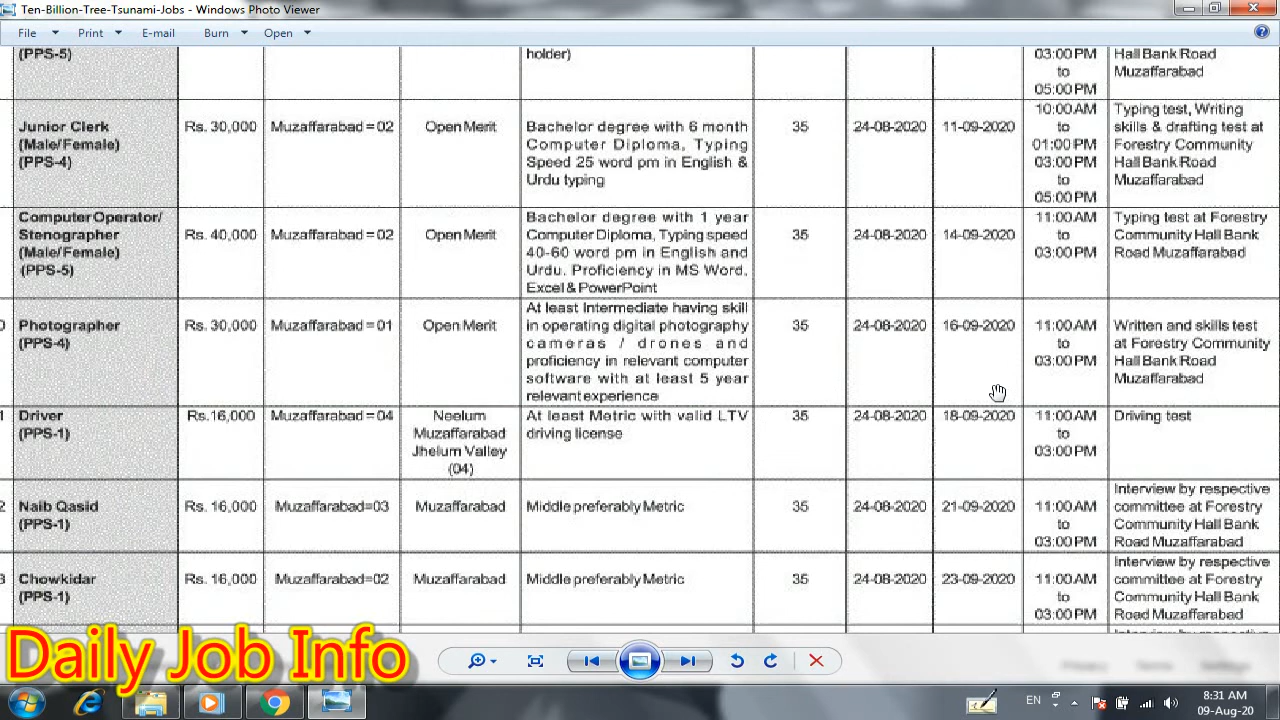 Ten-Billion-Tree-Tsunami-Jobs - Windows Photo Viewer
File Print E-mail Burn Open
(PPS-5) holder) 03:00 PM Hall Bank Road
to Muzaffarabad
05:00 PM
Junior Clerk Rs. 30,000 Muzaffarabad = 02 Open Merit Bachelor degree with 6 month 35 24-08-2020 11-09-2020 10:00AM Typing test, Writing
(Male/Female) Computer Diploma, Typing to skills & drafting test at
(PPS-4) Speed 25 word pm in English & 01:00 PM Forestry Community
Urdu typing 03:00 PM Hall Bank Road
to Muzaffarabad
05:00 PM
Computer Operator/ Bachelor degree with 1 year 11:00AM Typing test at Forestry
Stenographer Rs. 40,000 Muzaffarabad = 02 Open Merit Computer Diploma, Typing speed 35 24-08-2020 14-09-2020 to Community Hall Bank
(Male/Female) 40-60 word pm in English and 03:00 PM Road Muzaffarabad
(PPS-5) Urdu. Proficiency in MS Word,
Excel & PowerPoint
At least Intermediate having skill
0 Photographer Rs. 30,000 Muzaffarabad = 01 Open Merit in operating digital photography 35 24-08-2020 16-09-2020 11:00AM Written and skills test
(PPS-4) cameras / drones and to at Forestry Community
proficiency in relevant computer 03:00 PM Hall Bank Road
software with at least 5 year Muzaffarabad
relevant experience
1 Driver Rs.16,000 Muzaffarabad = 04 Neelum At least Metric with valid LTV 35 24-08-2020 18-09-2020 11:00AM Driving test
(PPS-1) Muzaffarabad driving license to
Jhelum Valley 03:00 PM
(04)
Interview by respective
2 Naib Qasid Rs. 16,000 Muzaffarabad=03 Muzaffarabad Middle preferably Metric 35 24-08-2020 21-09-2020 11:00AM committee at Forestry
(PPS-1) to Community Hall Bank
03:00 PM Road Muzaffarabad
Interview by respective
3 Chowkidar Rs. 16,000 Muzaffarabad=02 Muzaffarabad Middle preferably Metric 35 24-08-2020 23-09-2020 11:00AM committee at Forestry
(PPS-1) to Community Hall Bank
03:00 PM Road Muzaffarabad
Daily Job Info
EN 8:31 AM
09-Aug-20